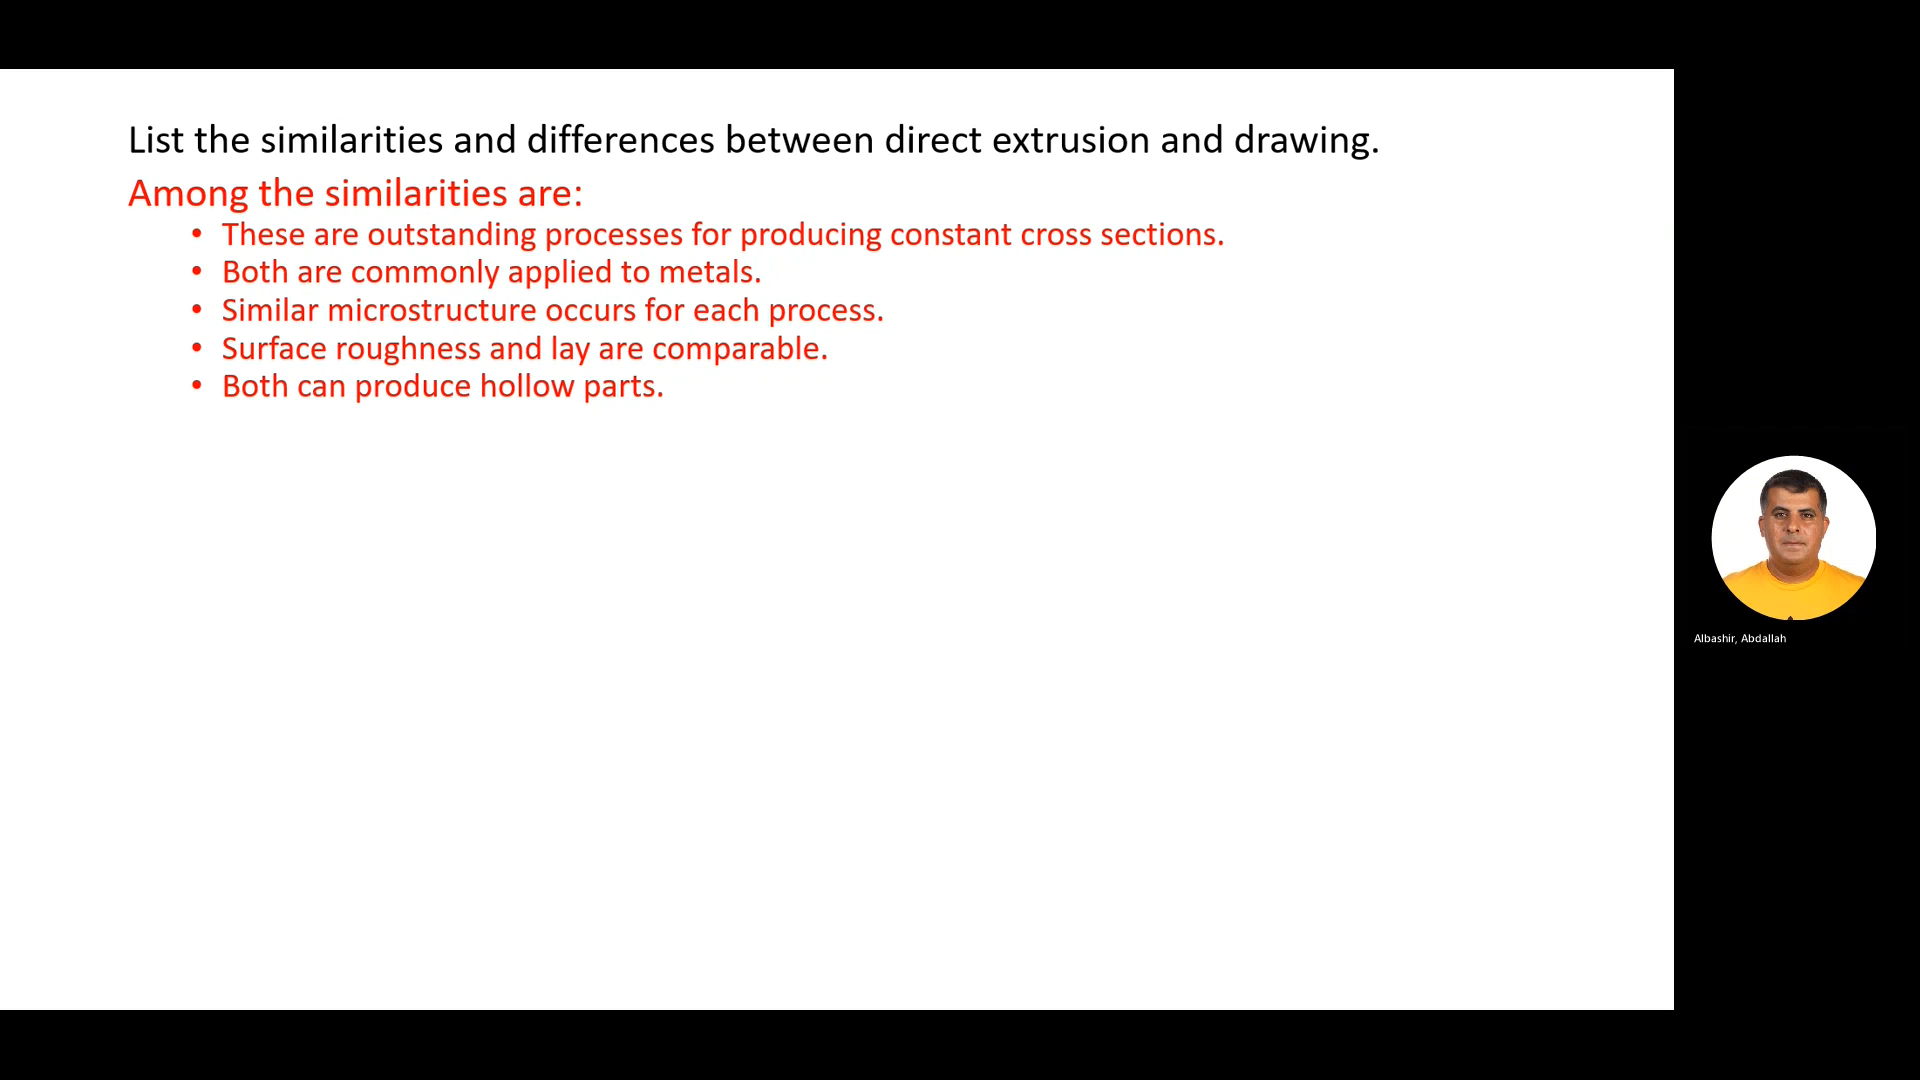 List the similarities and differences between direct extrusion and drawing.
Among the similarities are:
• These are outstanding processes for producing constant cross sections.
• Both are commonly applied to metals.
• Similar microstructure occurs for each process.
• Surface roughness and lay are comparable.
• Both can produce hollow parts.
Albashir, Abdallah